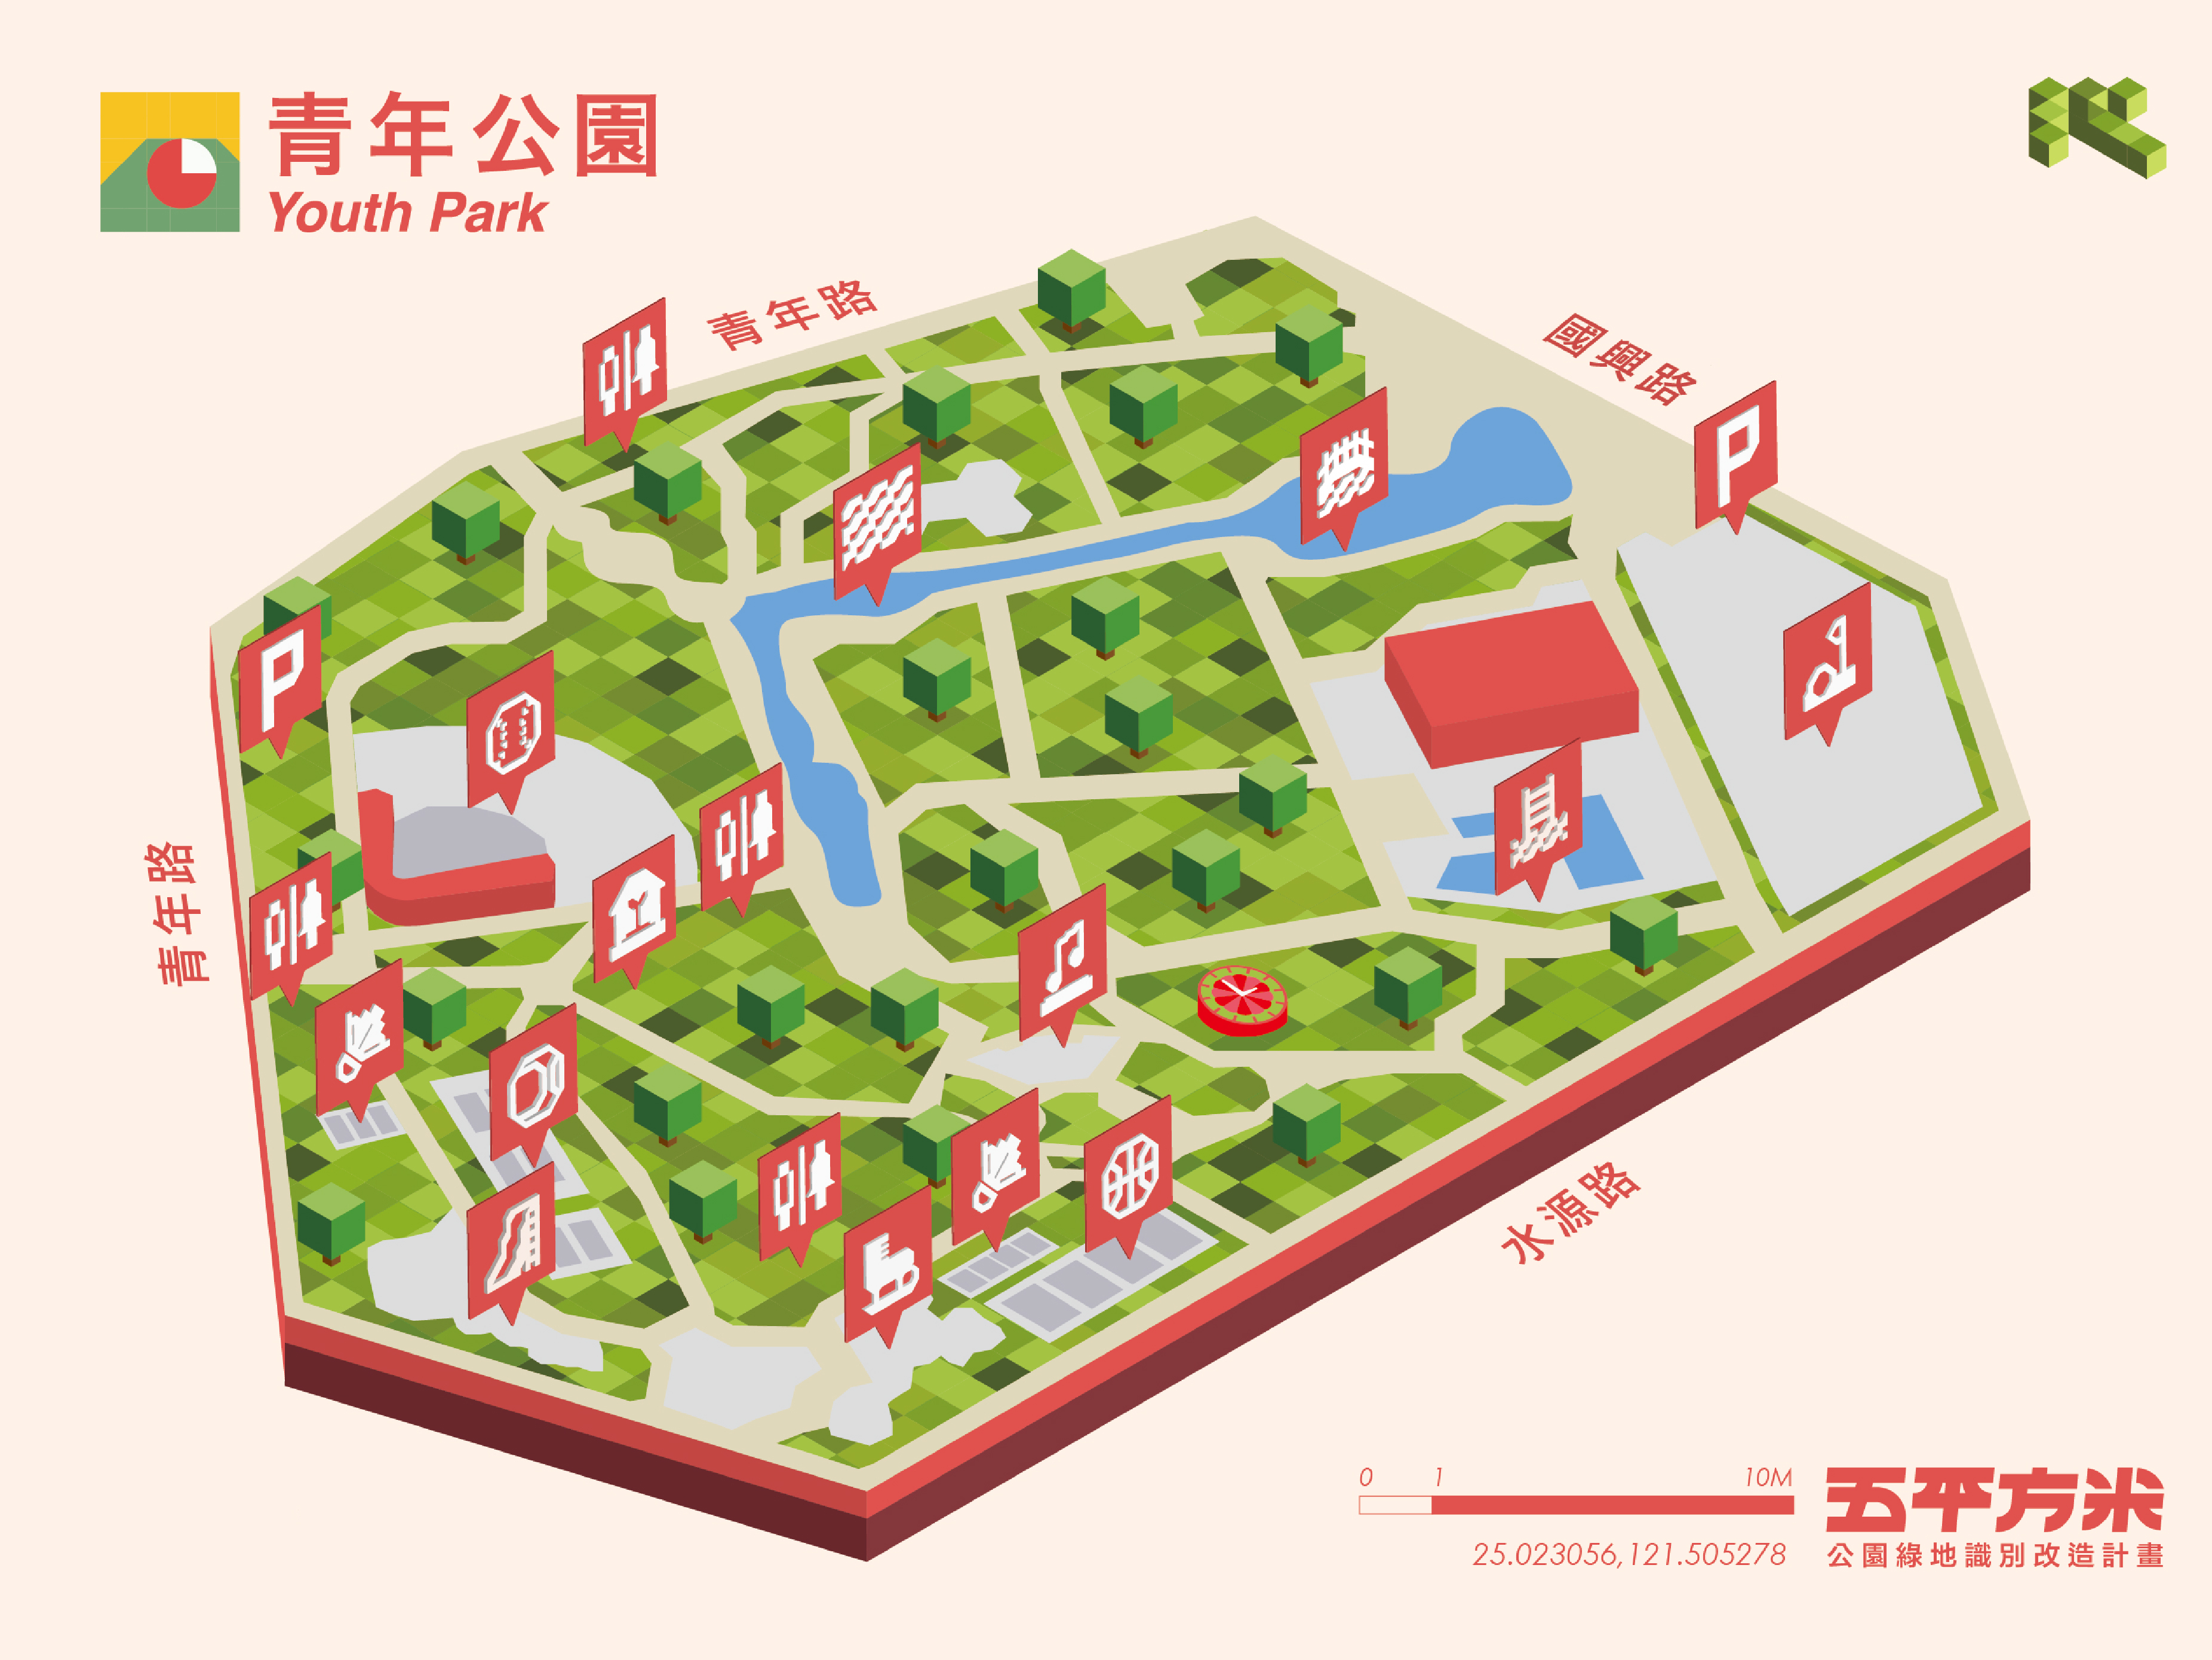 青年公園
Youth Park
青年路
國興路
P
P
青年路
水源路
0 1 10M
25.023056,121.505278
五平方米
公園綠地識別改造計畫